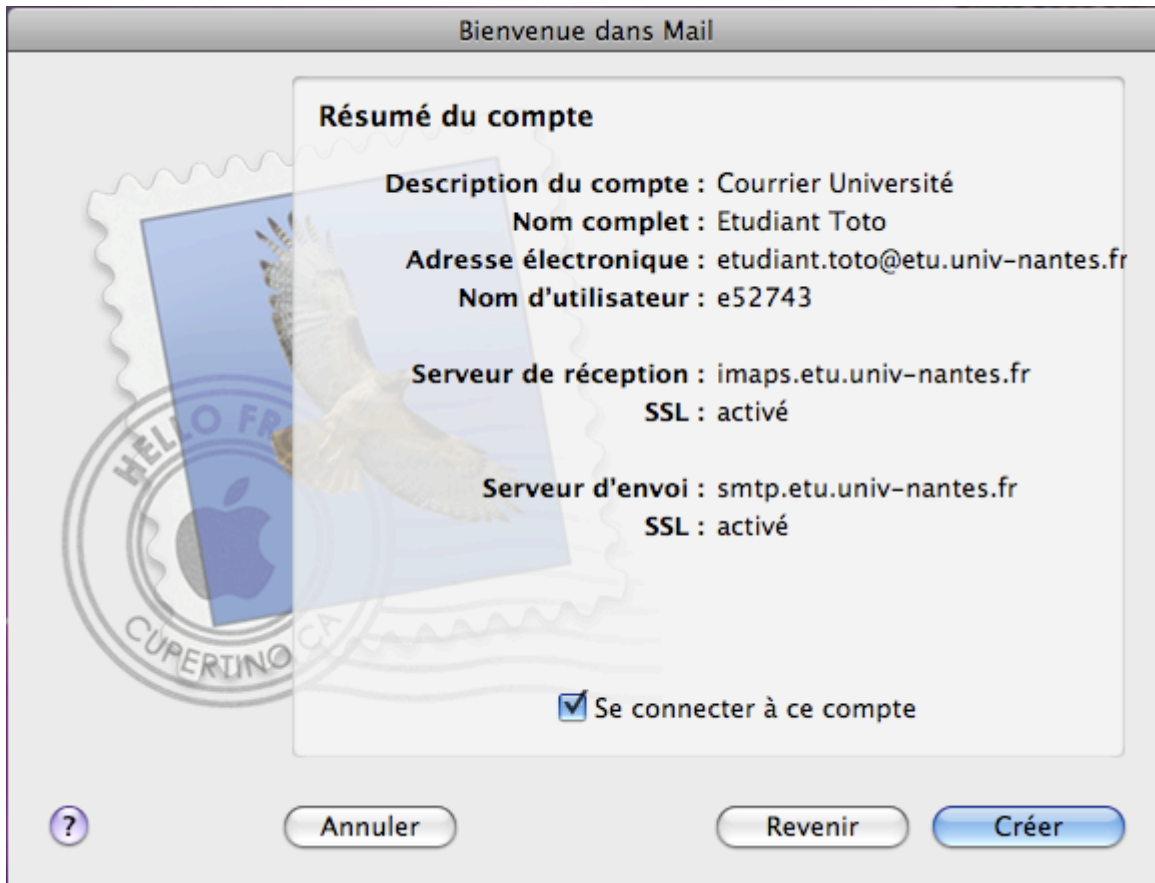 Bienvenue dans Mail
Résumé du compte
Description du compte : Courrier Université
Nom complet : Etudiant Toto
Adresse électronique : etudiant.toto@etu.univ-nantes.fr
Nom d'utilisateur : e52743
Serveur de réception : imaps.etu.univ-nantes.fr
SSL : activé
Serveur d'envoi : smtp.etu.univ-nantes.fr
SSL : activé
HELLO FR
CUPERTINO CA
Se connecter à ce compte
?
Annuler
Revenir
Créer